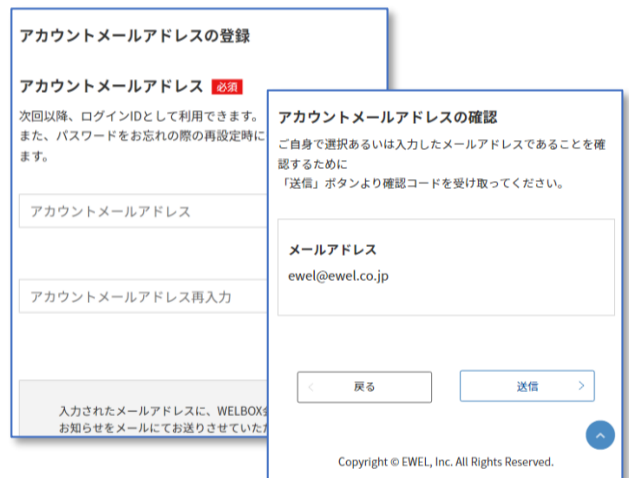 アカウントメールアドレスの登録
アカウントメールアドレス 必須
次回以降、ログインIDとして利用できます。
また、パスワードをお忘れの際の再設定時に
ます。
アカウントメールアドレス
アカウントメールアドレス再入力
入力されたメールアドレスに、WELBOX
お知らせをメールにてお送りさせていた
アカウントメールアドレスの確認
ご自身で選択あるいは入力したメールアドレスであることを確
認するために
「送信」ボタンより確認コードを受け取ってください。
メールアドレス
ewel@ewel.co.jp
戻る
送信
Copyright © EWEL, Inc. All Rights Reserved.